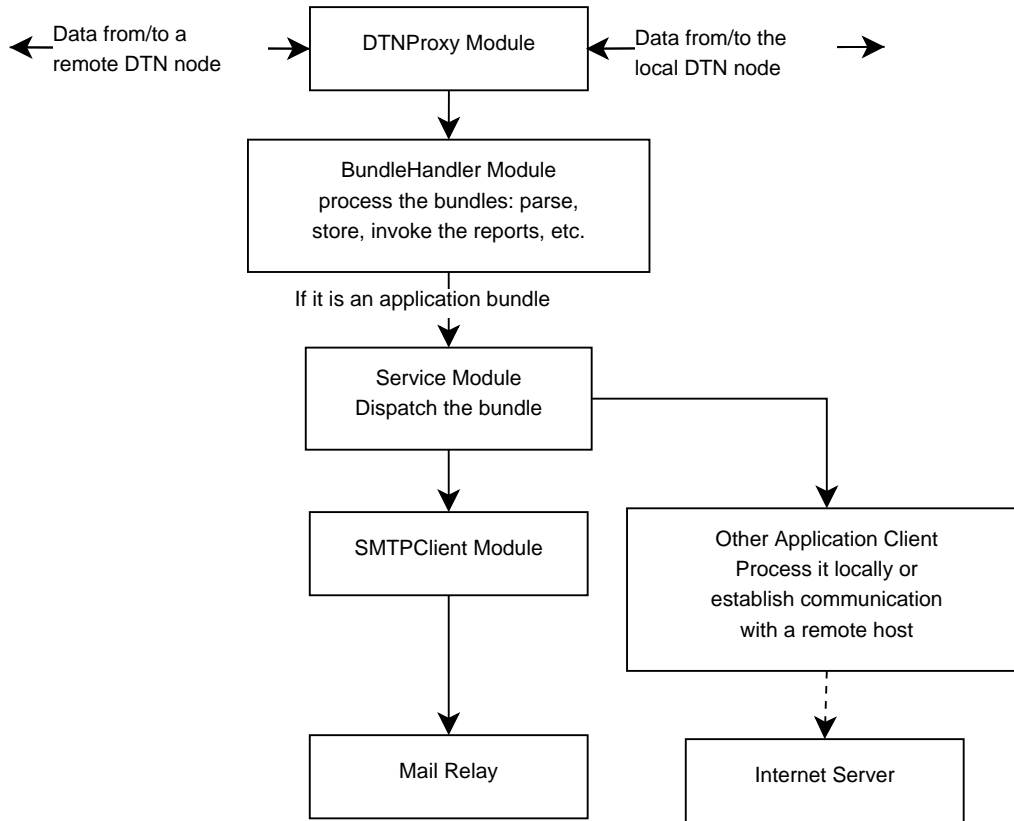 Data from/to a
remote DTN node
DTNProxy Module
Data from/to the
local DTN node
BundleHandler Module
process the bundles: parse,
store, invoke the reports, etc.
If it is an application bundle
Service Module
Dispatch the bundle
SMTPClient Module
Other Application Client
Process it locally or
establish communication
with a remote host
Mail Relay
Internet Server